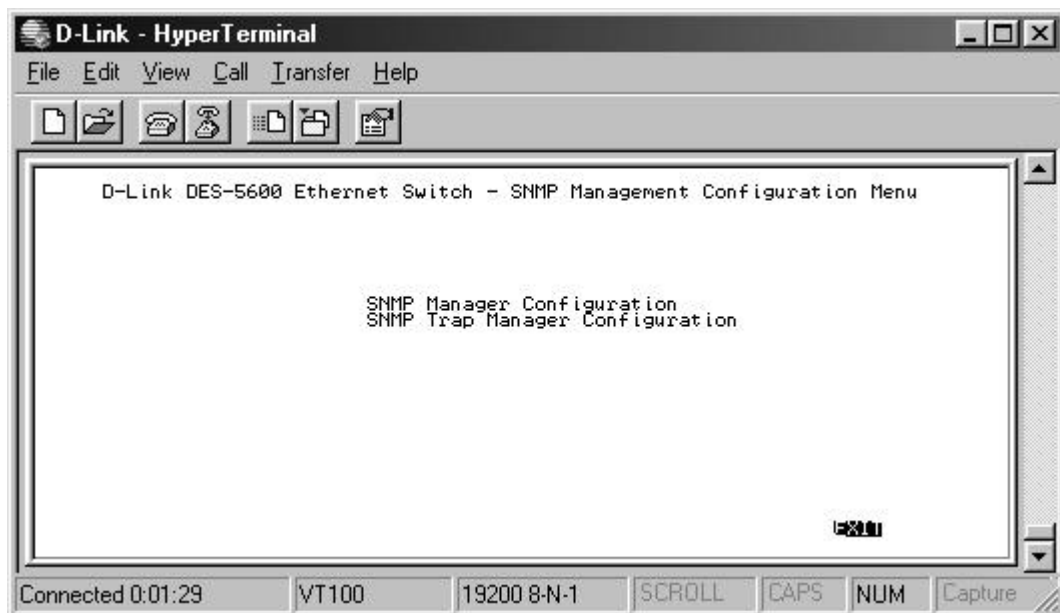 D-Link - HyperTerminal
File Edit View Call Transfer Help
D-Link DES-5600 Ethernet Switch - SNMP Management Configuration Menu
SNMP Manager Configuration
SNMP Trap Manager Configuration
EXIT
Connected 0:01:29 VT100 19200 8-N-1 SCROLL CAPS NUM Capture